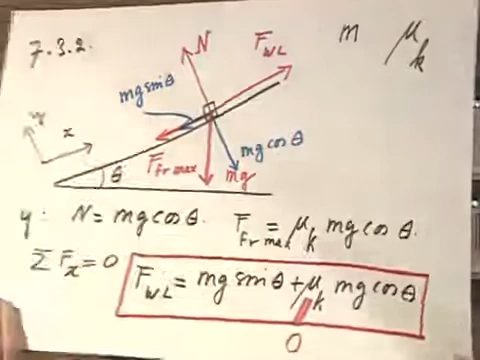 7.3.2.
N
F_WL
m
μ_k
mg sinθ
y
x
F_fr max
mg cosθ
mg
θ
y: N = mg cosθ. F_fr max = μ_k mg cosθ.
ΣF_x = 0
F_WL = mg sinθ + μ_k mg cosθ
0